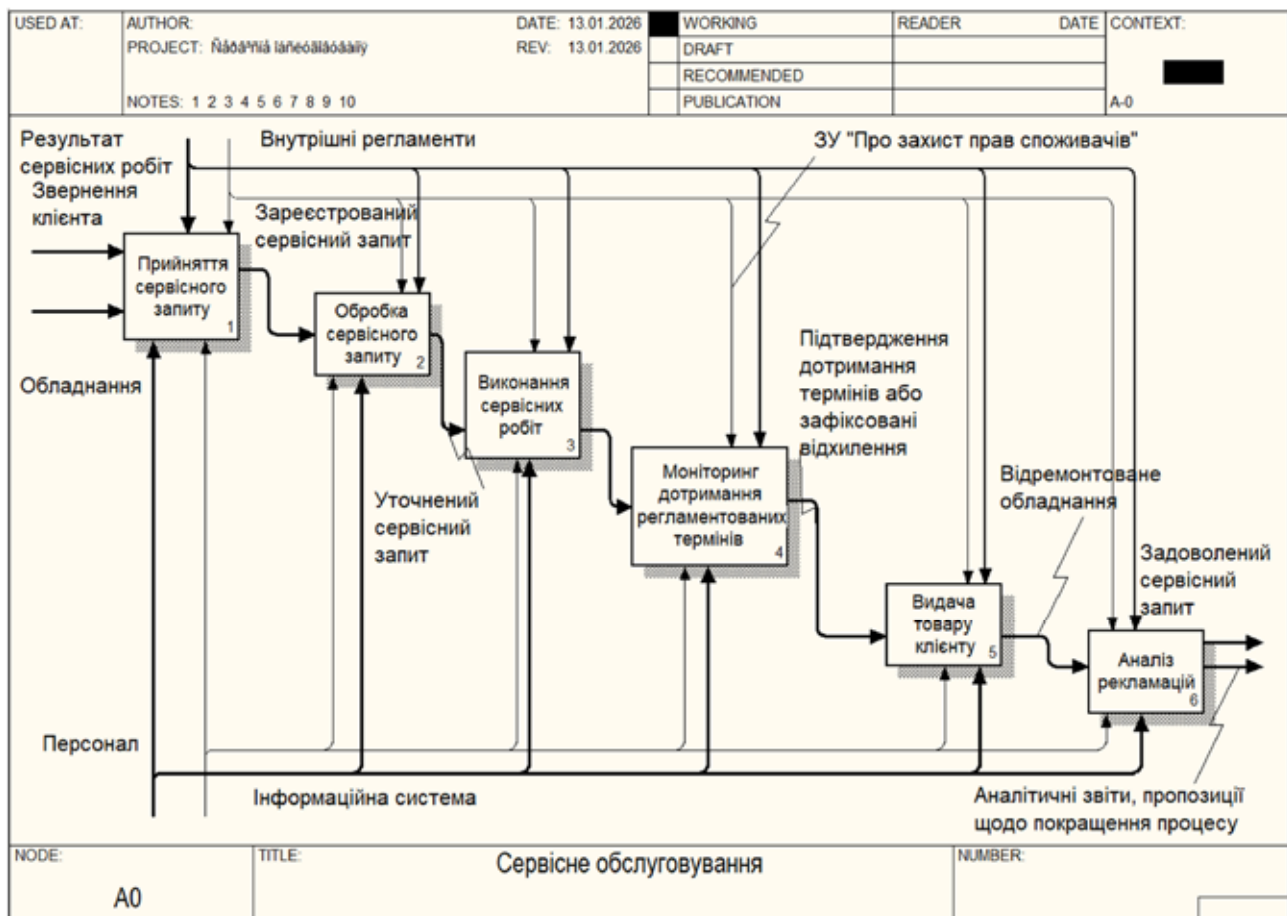 USED AT:
AUTHOR:
DATE: 13.01.2026
WORKING
READER
DATE
CONTEXT:
PROJECT:
REV: 13.01.2026
DRAFT
RECOMMENDED
NOTES: 1 2 3 4 5 6 7 8 9 10
PUBLICATION
A-0
Результат
сервісних робіт
Внутрішні регламенти
ЗУ "Про захист прав споживачів"
Звернення
клієнта
Зареєстрований
сервісний запит
Прийняття
сервісного
запиту
1
Обробка
сервісного
запиту
2
Обладнання
Виконання
сервісних
робіт
3
Підтвердження
дотримання
термінів або
зафіксовані
відхилення
Уточнений
сервісний
запит
Моніторинг
дотримання
регламентованих
термінів
4
Відремонтоване
обладнання
Задоволений
сервісний
запит
Видача
товару
клієнту
5
Аналіз
рекламацій
6
Персонал
Інформаційна система
Аналітичні звіти, пропозиції
щодо покращення процесу
NODE:
TITLE:
Сервісне обслуговування
NUMBER:
A0